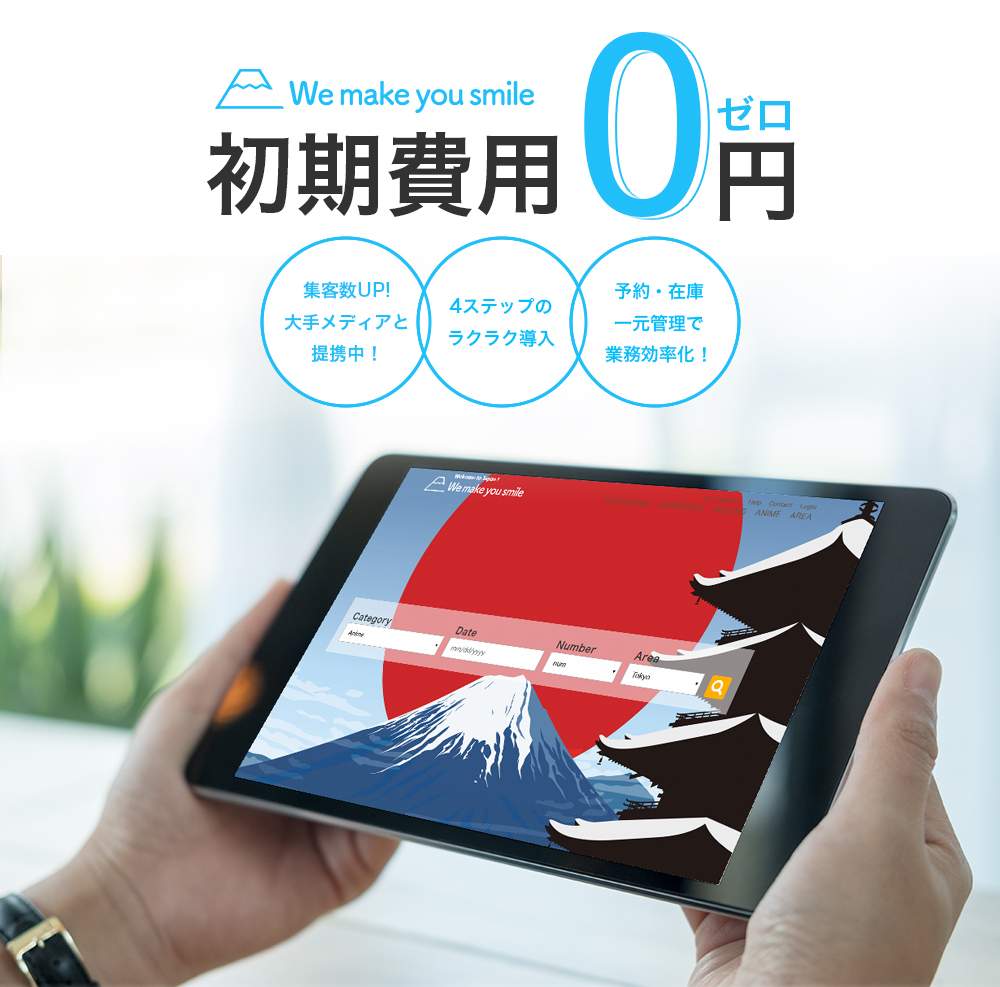 We make you smile
初期費用0円
ゼロ
集客数UP!
大手メディアと
提携中！
4ステップの
ラクラク導入
予約・在庫
一元管理で
業務効率化！
Welcome to Japan !
We make you smile
Help Contact Login
ANIME AREA
Category
Anime
Date
mm/dd/yyyy
Number
num
Area
Tokyo